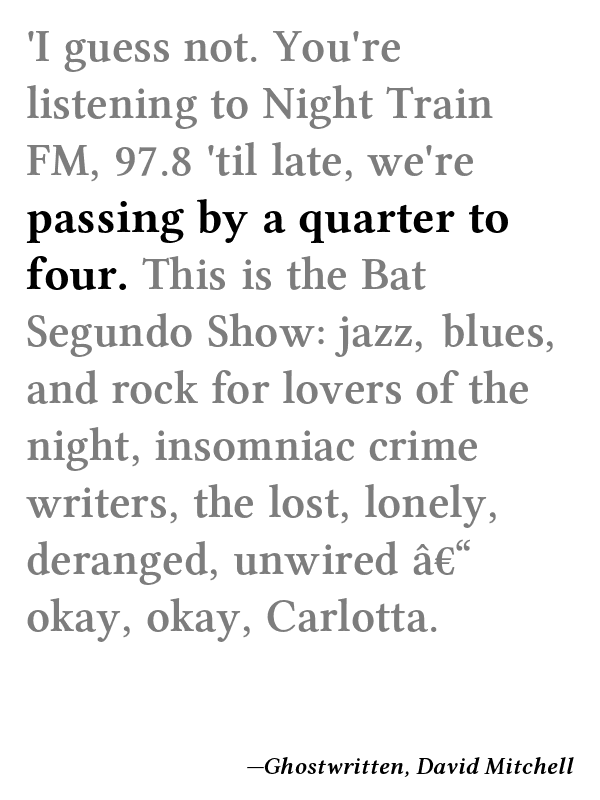 'I guess not. You're
listening to Night Train
FM, 97.8 'til late, we're
passing by a quarter to
four. This is the Bat
Segundo Show: jazz, blues,
and rock for lovers of the
night, insomniac crime
writers, the lost, lonely,
deranged, unwired â€“
okay, okay, Carlotta.
—Ghostwritten, David Mitchell